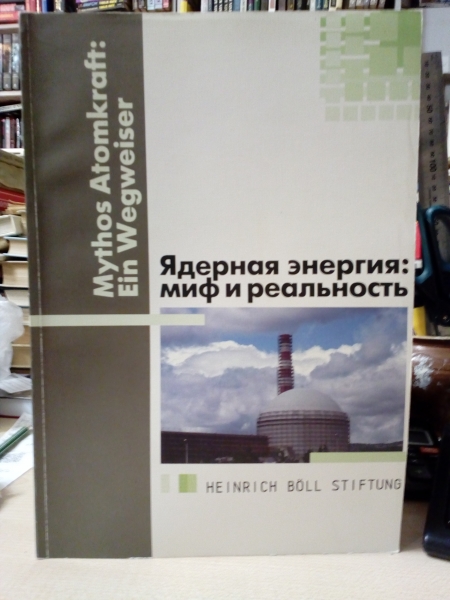 Mythos Atomkraft:
Ein Wegweiser
Ядерная энергия:
миф и реальность
HEINRICH BÖLL STIFTUNG